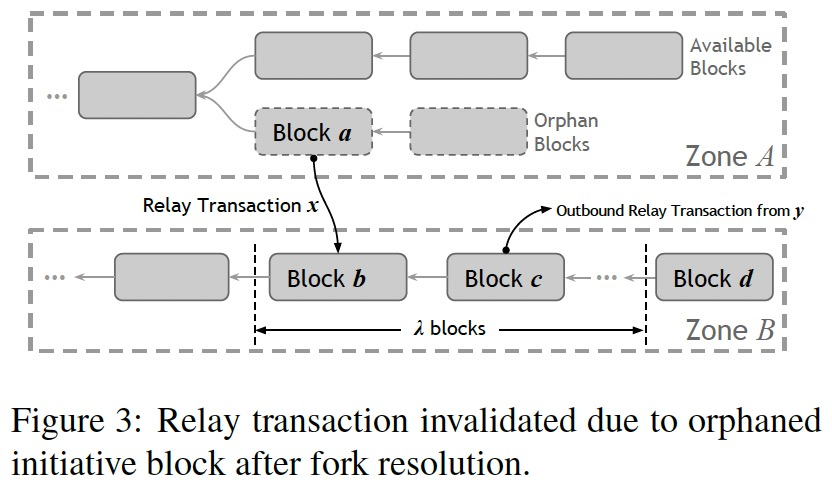 Available
Blocks
...
Block a
Orphan
Blocks
Zone A
Relay Transaction x
Outbound Relay Transaction from y
...
Block b
Block c
...
Block d
λ blocks
Zone B
Figure 3: Relay transaction invalidated due to orphaned
initiative block after fork resolution.